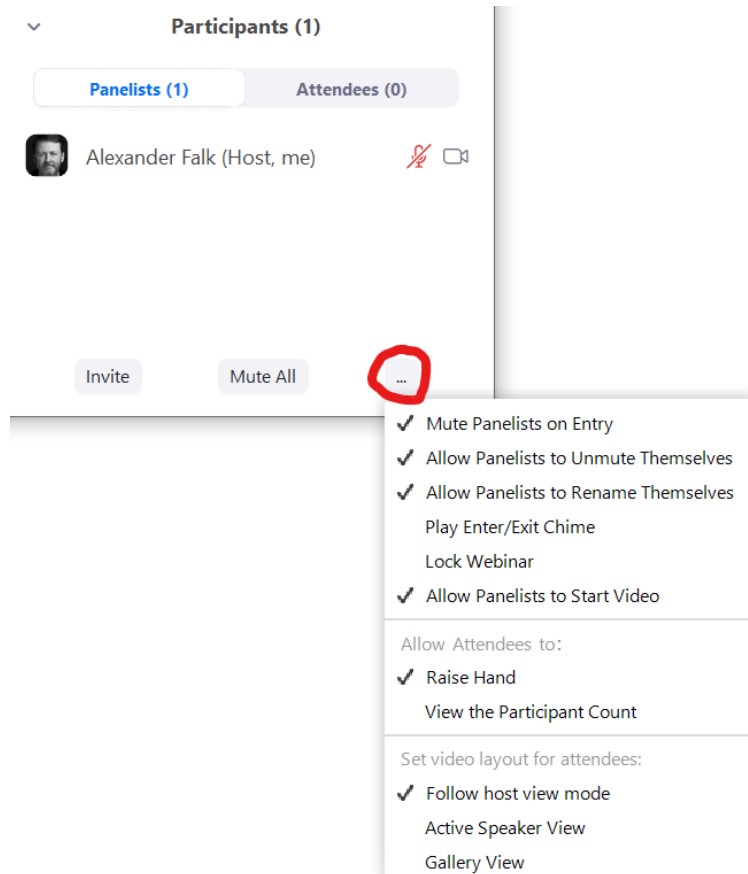 Participants (1)
Panelists (1) Attendees (0)
Alexander Falk (Host, me)
Invite Mute All ...
Mute Panelists on Entry
Allow Panelists to Unmute Themselves
Allow Panelists to Rename Themselves
Play Enter/Exit Chime
Lock Webinar
Allow Panelists to Start Video
Allow Attendees to:
Raise Hand
View the Participant Count
Set video layout for attendees:
Follow host view mode
Active Speaker View
Gallery View